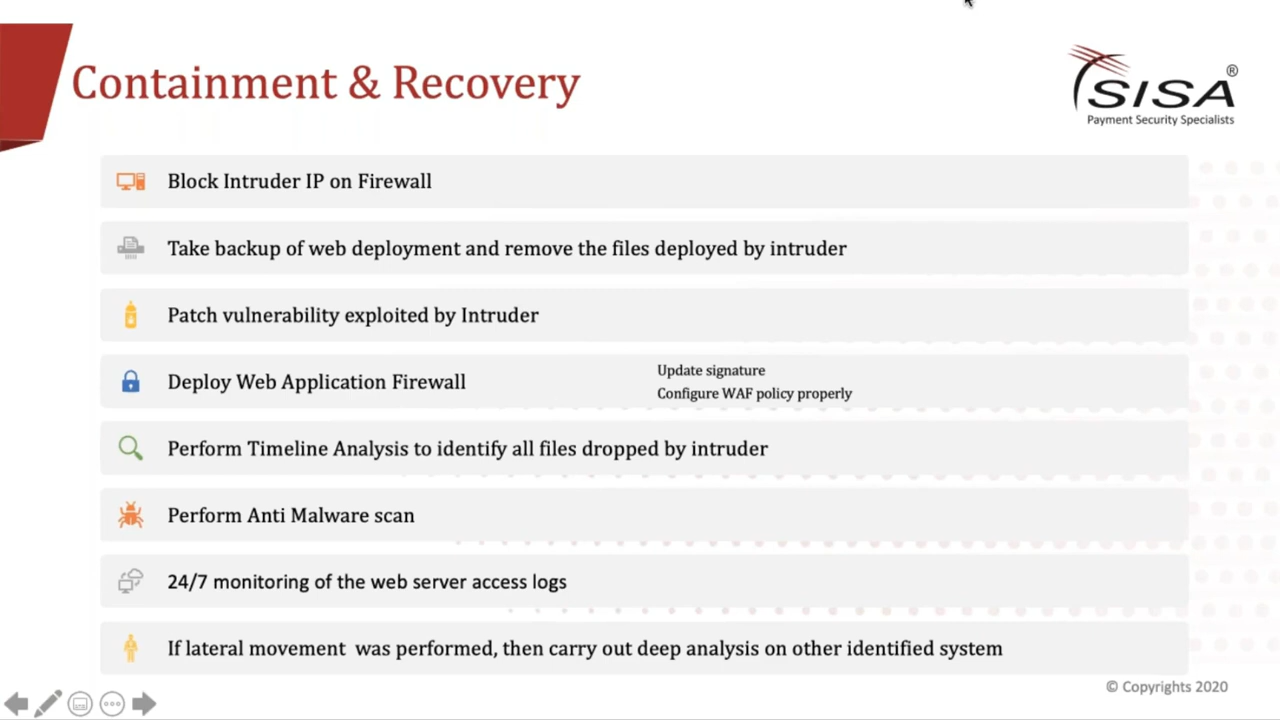 Containment & Recovery
SISA®
Payment Security Specialists
Block Intruder IP on Firewall
Take backup of web deployment and remove the files deployed by intruder
Patch vulnerability exploited by Intruder
Deploy Web Application Firewall
Update signature
Configure WAF policy properly
Perform Timeline Analysis to identify all files dropped by intruder
Perform Anti Malware scan
24/7 monitoring of the web server access logs
If lateral movement  was performed, then carry out deep analysis on other identified system
© Copyrights 2020